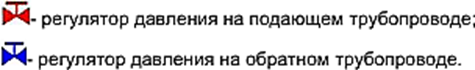 - регулятор давления на подающем трубопроводе;
- регулятор давления на обратном трубопроводе.